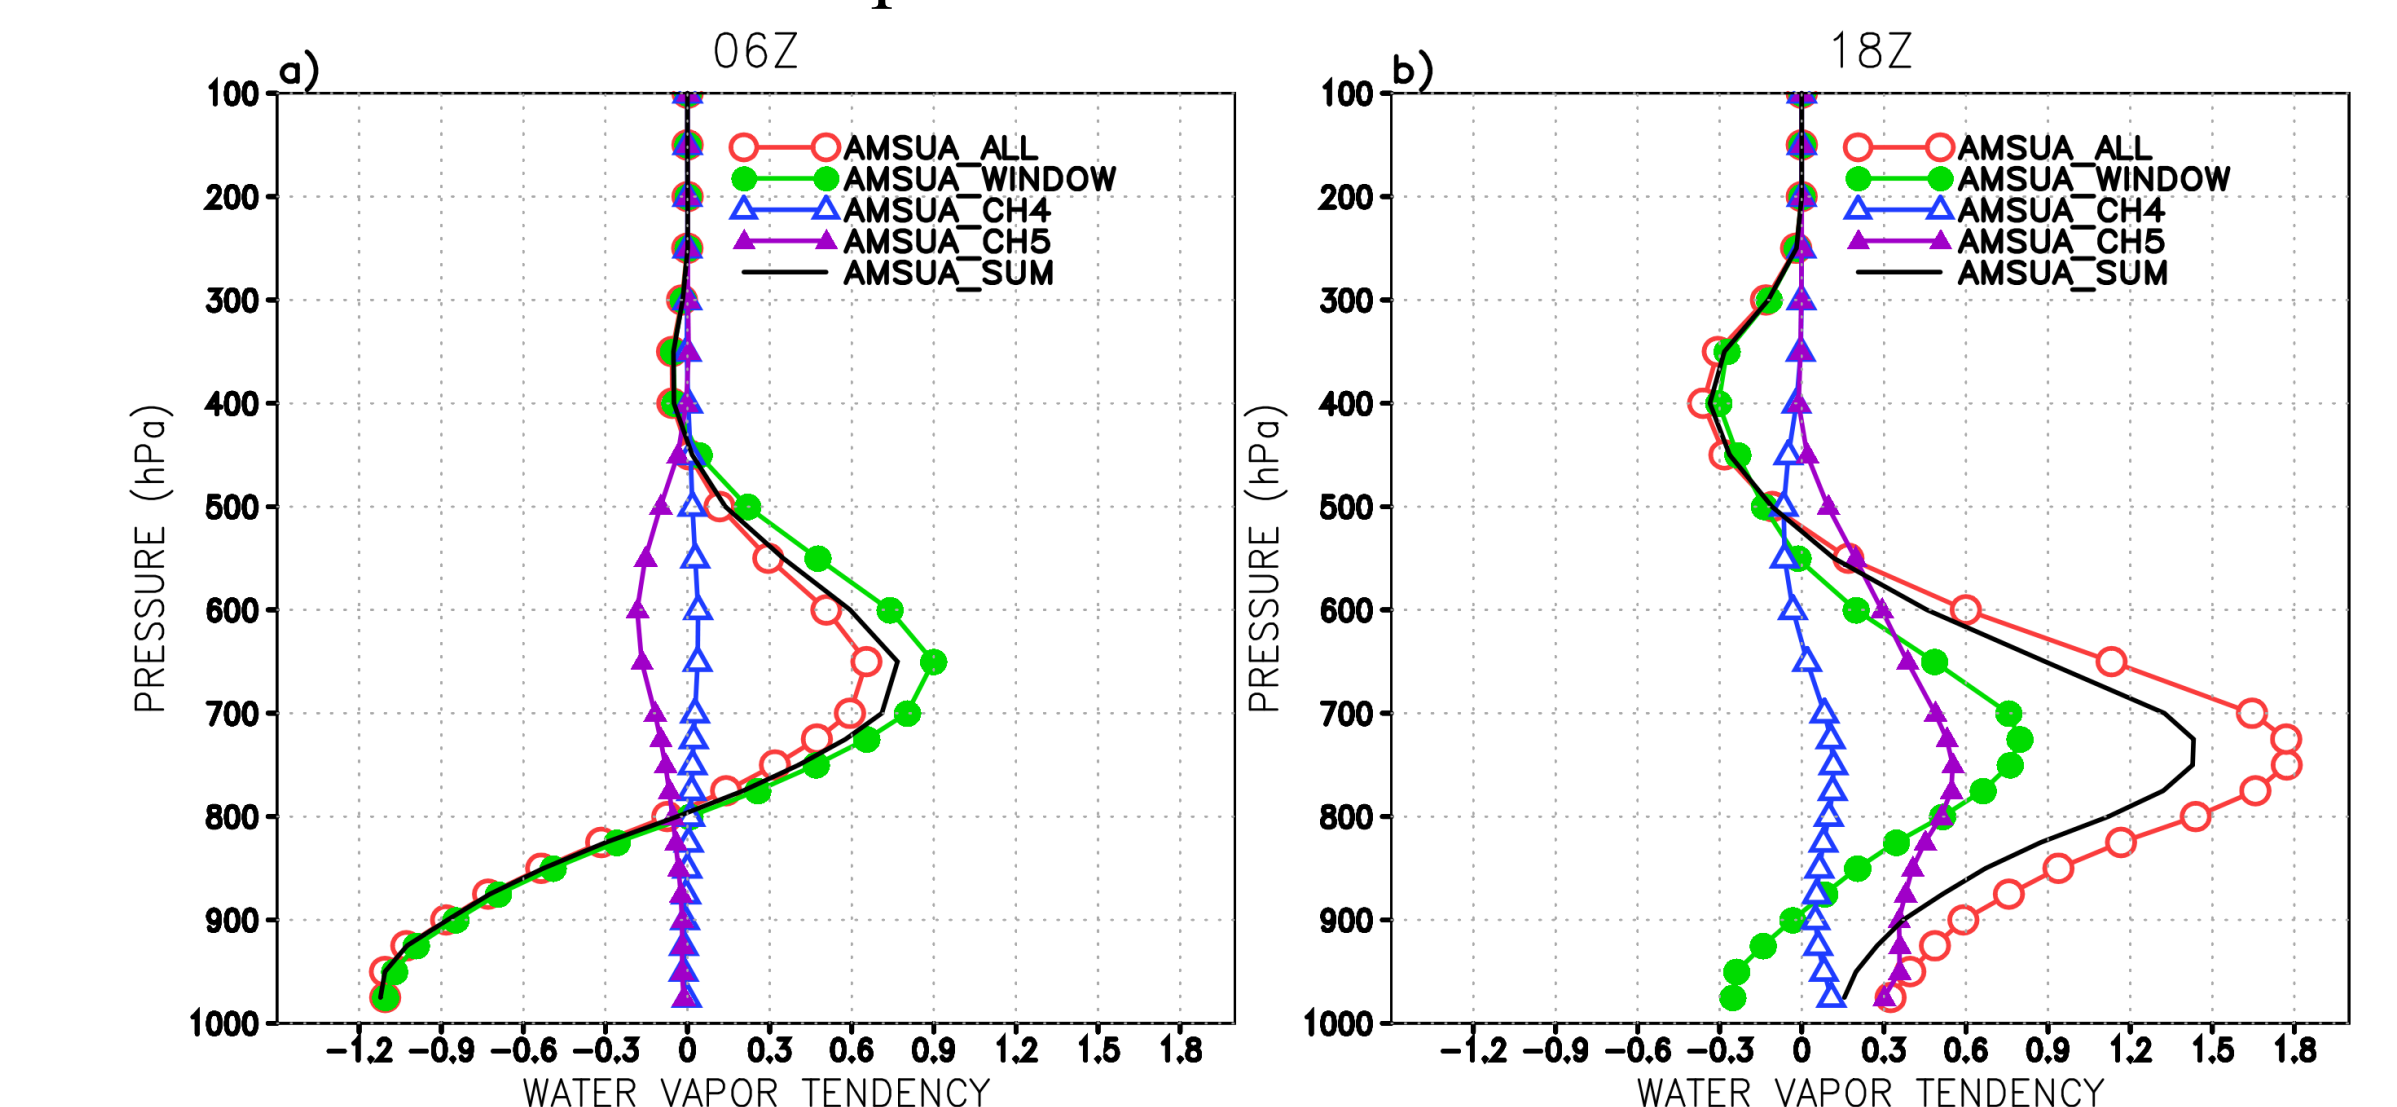 06Z
a)
100
200
300
400
500
600
700
800
900
1000
PRESSURE (hPa)
AMSUA_ALL
AMSUA_WINDOW
AMSUA_CH4
AMSUA_CH5
AMSUA_SUM
-1.2 -0.9 -0.6 -0.3 0 0.3 0.6 0.9 1.2 1.5 1.8
WATER VAPOR TENDENCY
18Z
b)
100
200
300
400
500
600
700
800
900
1000
PRESSURE (hPa)
AMSUA_ALL
AMSUA_WINDOW
AMSUA_CH4
AMSUA_CH5
AMSUA_SUM
-1.2 -0.9 -0.6 -0.3 0 0.3 0.6 0.9 1.2 1.5 1.8
WATER VAPOR TENDENCY